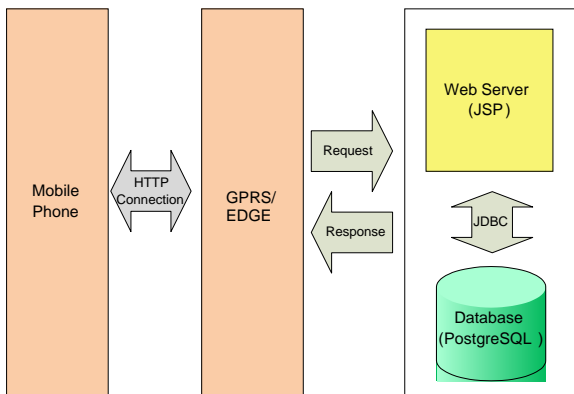 Mobile
Phone
HTTP
Connection
GPRS/
EDGE
Request
Response
Web Server
(JSP )
JDBC
Database
(PostgreSQL )